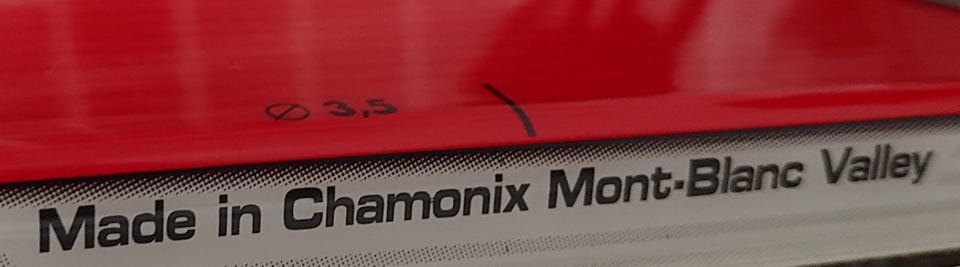 ⌀ 3,5
Made in Chamonix Mont-Blanc Valley